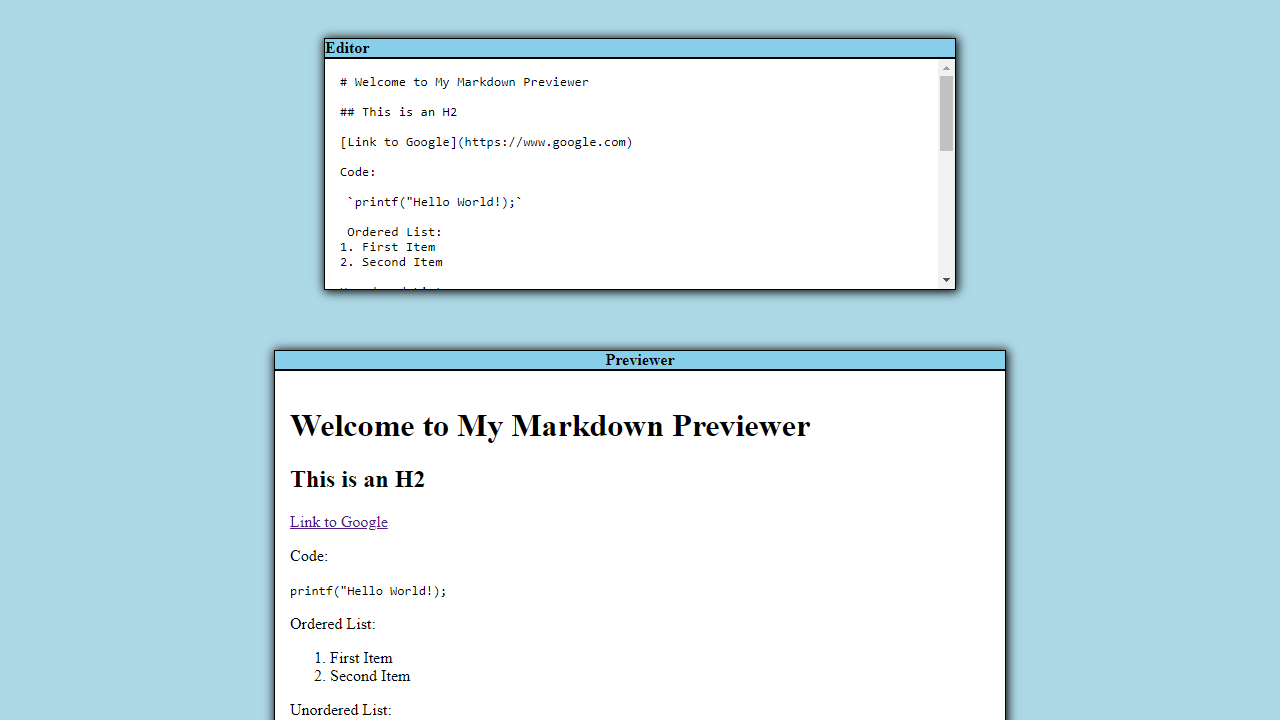 Editor
# Welcome to My Markdown Previewer
## This is an H2
[Link to Google](https://www.google.com)
Code:
`printf("Hello World!);`
Ordered List:
1. First Item
2. Second Item
Previewer
Welcome to My Markdown Previewer
This is an H2
Link to Google
Code:
printf("Hello World!);
Ordered List:
1. First Item
2. Second Item
Unordered List: